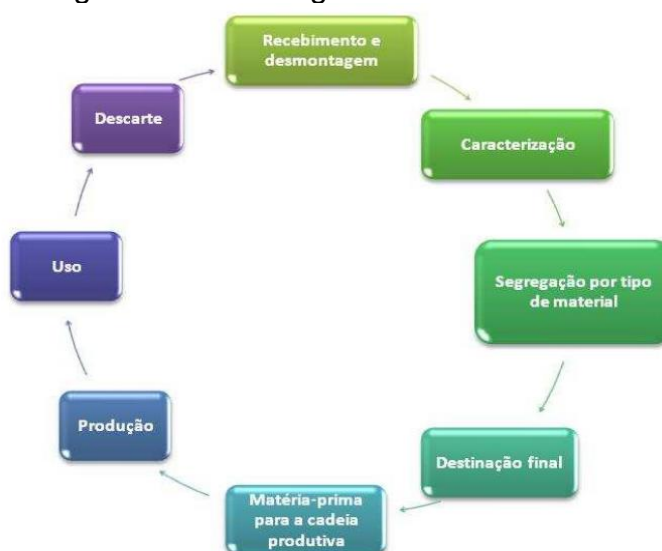 Recebimento e
desmontagem
Caracterização
Segregação por tipo
de material
Destinação final
Matéria-prima
para a cadeia
produtiva
Produção
Uso
Descarte